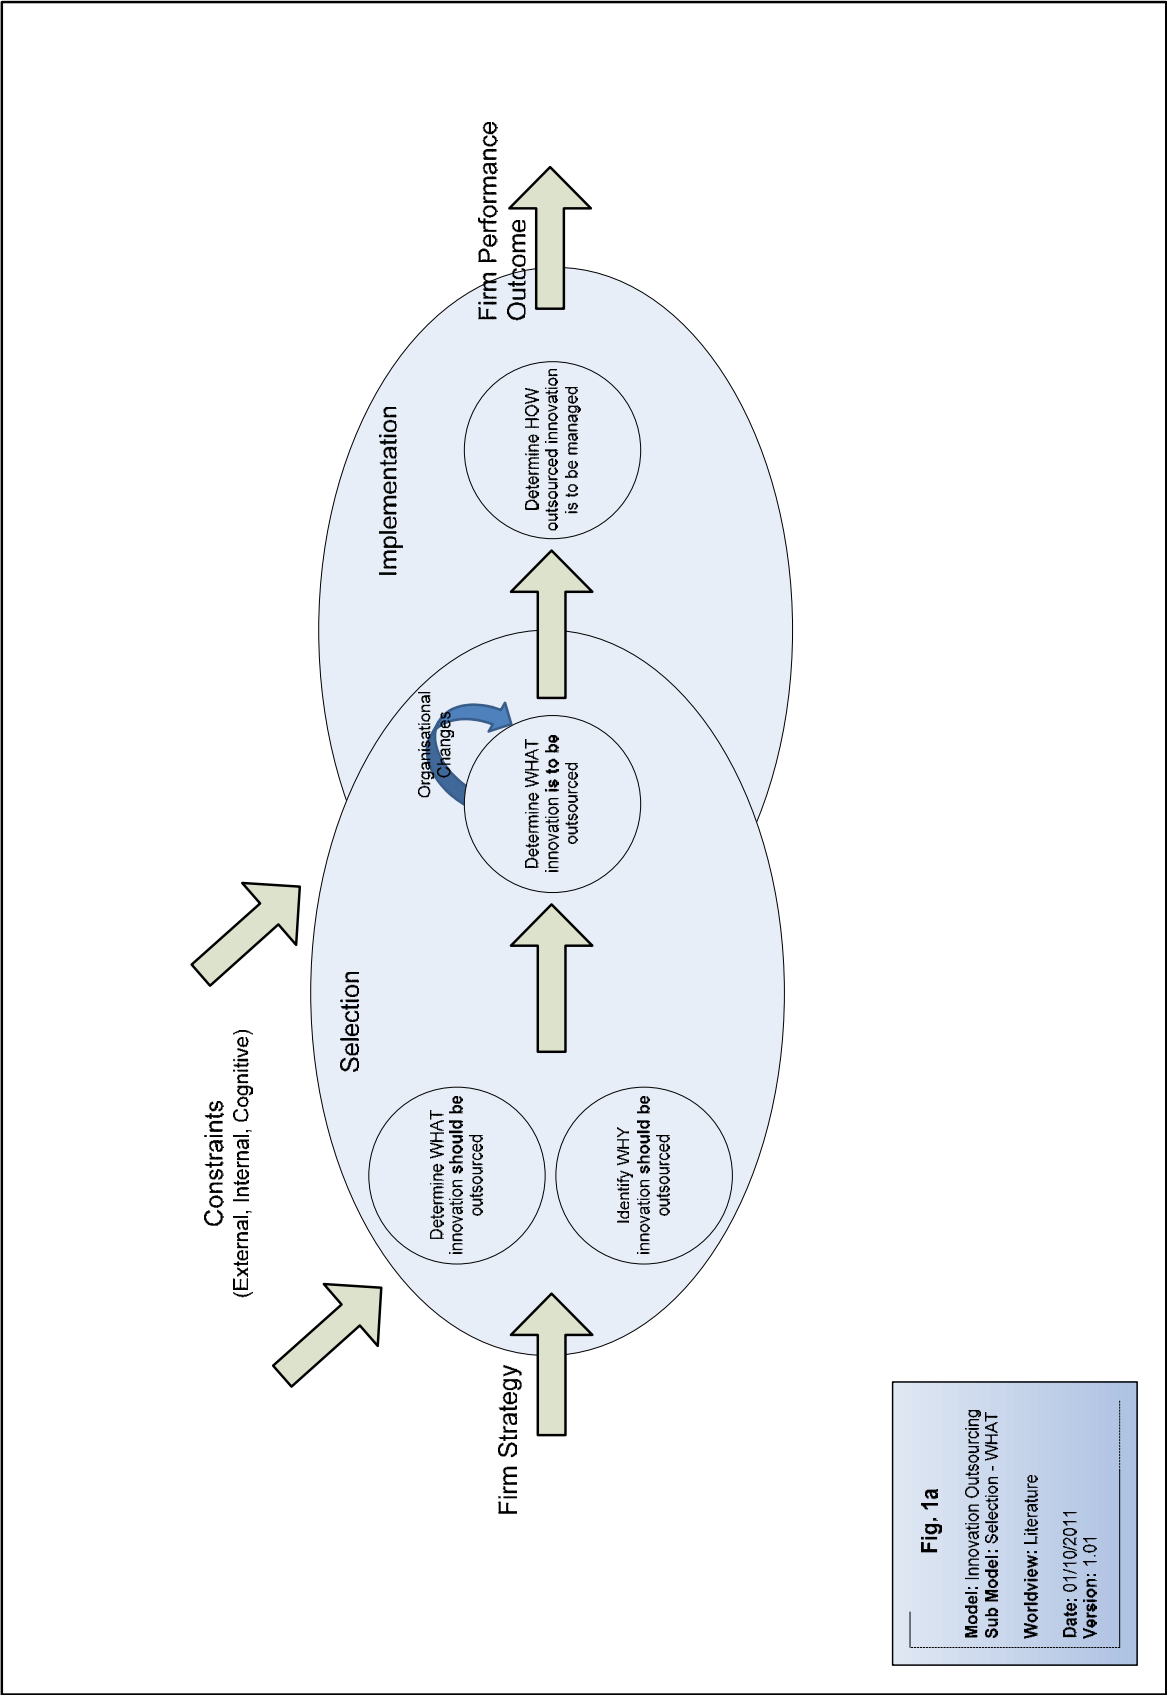 Constraints
(External, Internal, Cognitive)
Selection
Implementation
Organisational
Changes
Firm Strategy
Determine WHAT
innovation should be
outsourced
Identify WHY
innovation should be
outsourced
Determine WHAT
innovation is to be
outsourced
Determine HOW
outsourced innovation
is to be managed
Firm Performance
Outcome
Fig. 1a
Model: Innovation Outsourcing
Sub Model: Selection - WHAT
Worldview: Literature
Date: 01/10/2011
Version: 1.01